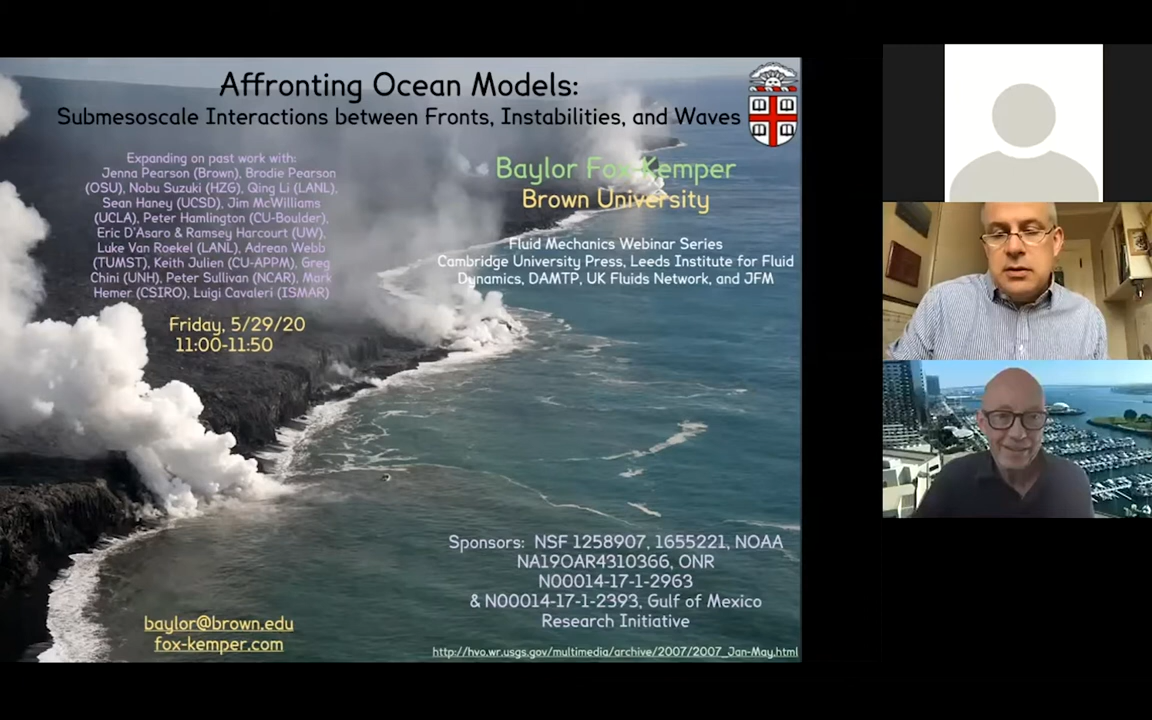 Affronting Ocean Models:
Submesoscale Interactions between Fronts, Instabilities, and Waves
Expanding on past work with:
Jenna Pearson (Brown), Brodie Pearson
(OSU), Nobu Suzuki (HZG), Qing Li (LANL),
Sean Haney (UCSD), Jim McWilliams
(UCLA), Peter Hamlington (CU-Boulder),
Eric D'Asaro & Ramsey Harcourt (UW),
Luke Van Roekel (LANL), Adrean Webb
(TUMST), Keith Julien (CU-APPM), Greg
Chini (UNH), Peter Sullivan (NCAR), Mark
Hemer (CSIRO), Luigi Cavaleri (ISMAR)
Friday, 5/29/20
11:00-11:50
Baylor Fox-Kemper
Brown University
Fluid Mechanics Webinar Series
Cambridge University Press, Leeds Institute for Fluid
Dynamics, DAMTP, UK Fluids Network, and JFM
Sponsors: NSF 1258907, 1655221, NOAA
NA19OAR4310366, ONR
N00014-17-1-2963
& N00014-17-1-2393, Gulf of Mexico
Research Initiative
baylor@brown.edu
fox-kemper.com
http://hvo.wr.usgs.gov/multimedia/archive/2007/2007_Jan-May.html